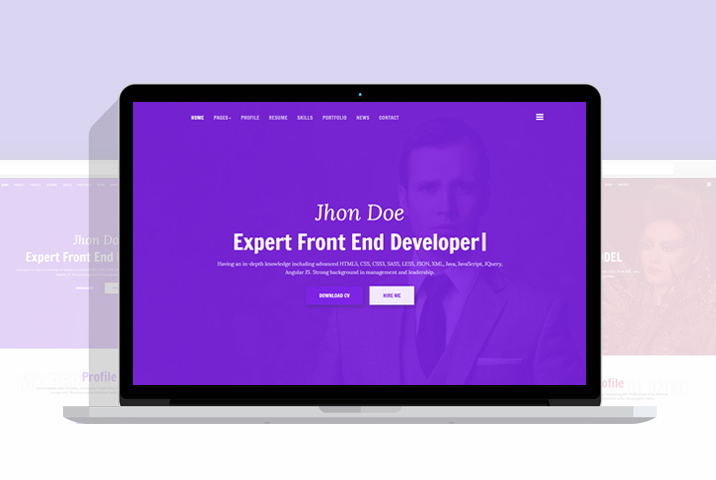 HOME PAGES PROFILE RESUME SKILLS PORTFOLIO NEWS CONTACT
Jhon Doe
Expert Front End Developer
Having an in-depth knowledge including advanced HTML5, CSS, CSS3, SASS, LESS, JSON, XML, Java, JavaScript, JQuery,
Angular JS. Strong background in management and leadership.
DOWNLOAD CV HIRE ME
Jhon Do
Expert Front En
Profile